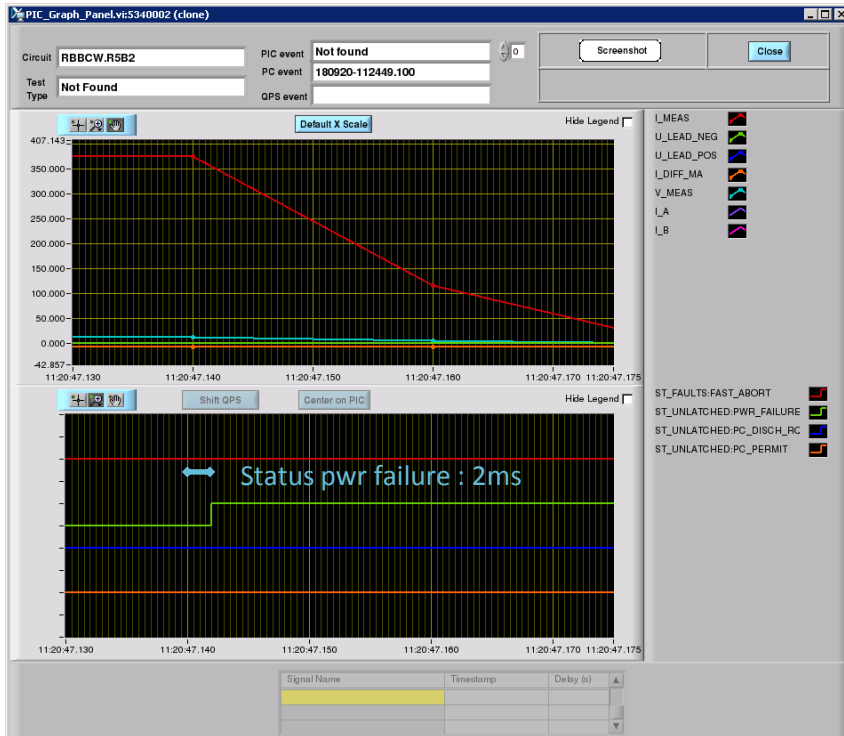 PIC_Graph_Panel.vi:5340002 (clone)
Circuit RBBCW.R5B2
PIC event Not found
0
Screenshot
Close
Test Type Not Found
PC event 180920-112449.100
QPS event
Default X Scale
Hide Legend
I_MEAS
U_LEAD_NEG
U_LEAD_POS
I_DIFF_MA
V_MEAS
I_A
I_B
407.143
350.000
300.000
250.000
200.000
150.000
100.000
50.000
0.000
-42.857
11:20:47.130 11:20:47.140 11:20:47.150 11:20:47.160 11:20:47.170 11:20:47.175
Shift QPS
Center on PIC
Hide Legend
ST_FAULTS:FAST_ABORT
ST_UNLATCHED:PWR_FAILURE
ST_UNLATCHED:PC_DISCH_RC
ST_UNLATCHED:PC_PERMIT
Status pwr failure : 2ms
11:20:47.130 11:20:47.140 11:20:47.150 11:20:47.160 11:20:47.170 11:20:47.175
Signal Name Timestamp Delay (s)